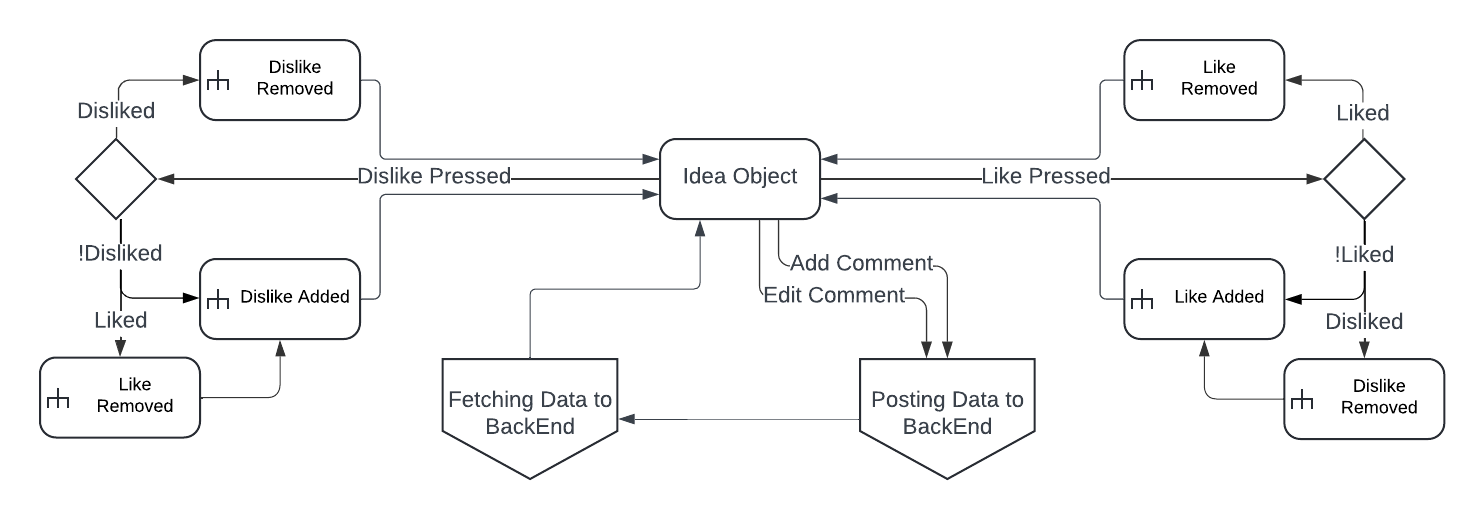 Dislike
Removed
Like
Removed
Disliked
Liked
Dislike Pressed
Idea Object
Like Pressed
!Disliked
!Liked
Add Comment
Dislike Added
Edit Comment
Like Added
Liked
Disliked
Like
Removed
Fetching Data to
BackEnd
Posting Data to
BackEnd
Dislike
Removed